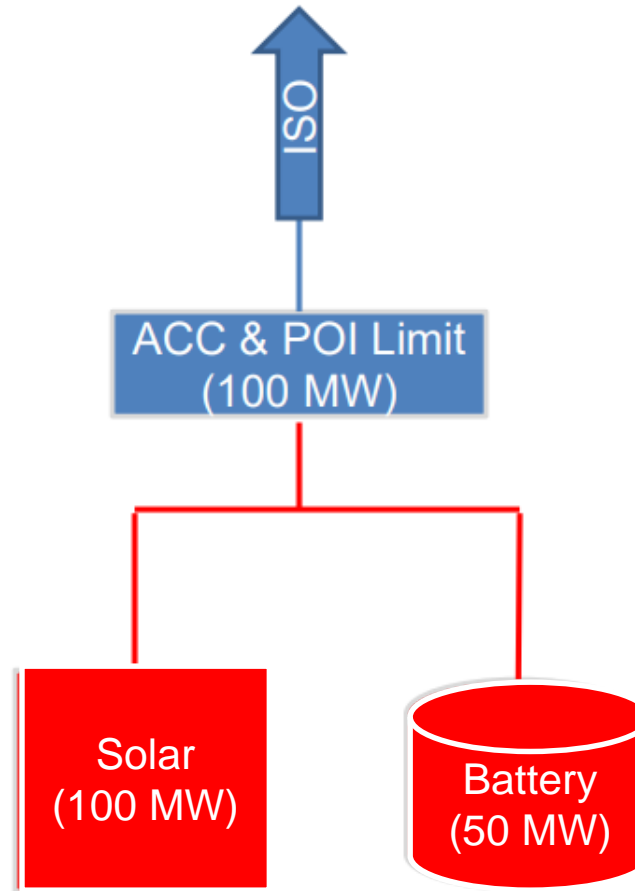 ISO
ACC & POI Limit
(100 MW)
Solar
(100 MW)
Battery
(50 MW)